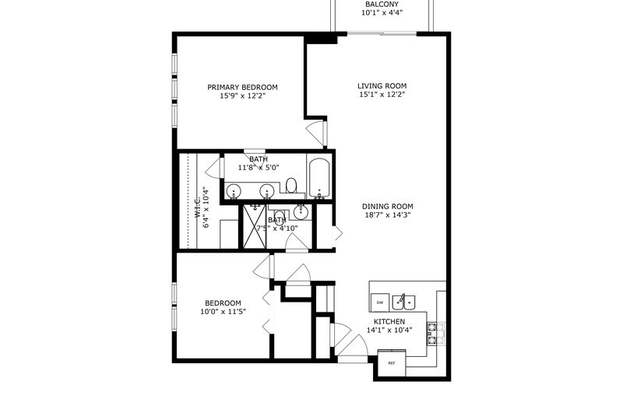 BALCONY
10'1" x 4'4"
PRIMARY BEDROOM
15'9" x 12'2"
LIVING ROOM
15'1" x 12'2"
BATH
11'8" x 5'0"
W.I.C.
6'4" x 10'4"
BATH
7'5" x 4'10"
DINING ROOM
18'7" x 14'3"
BEDROOM
10'0" x 11'5"
DW
KITCHEN
14'1" x 10'4"
REF